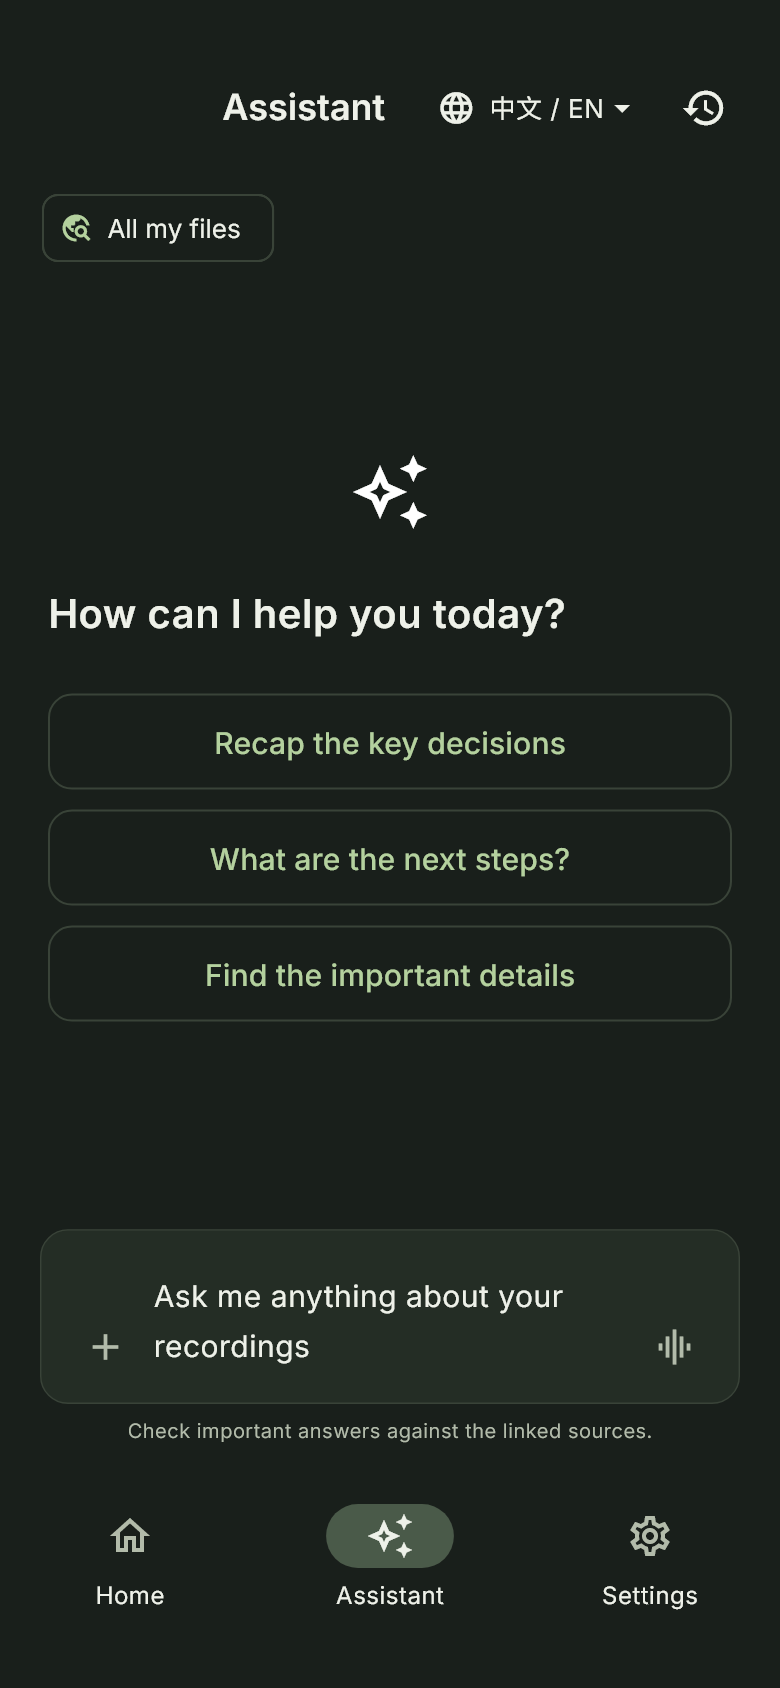 Assistant
中文 / EN
All my files
How can I help you today?
Recap the key decisions
What are the next steps?
Find the important details
Ask me anything about your
recordings
Check important answers against the linked sources.
Home
Assistant
Settings